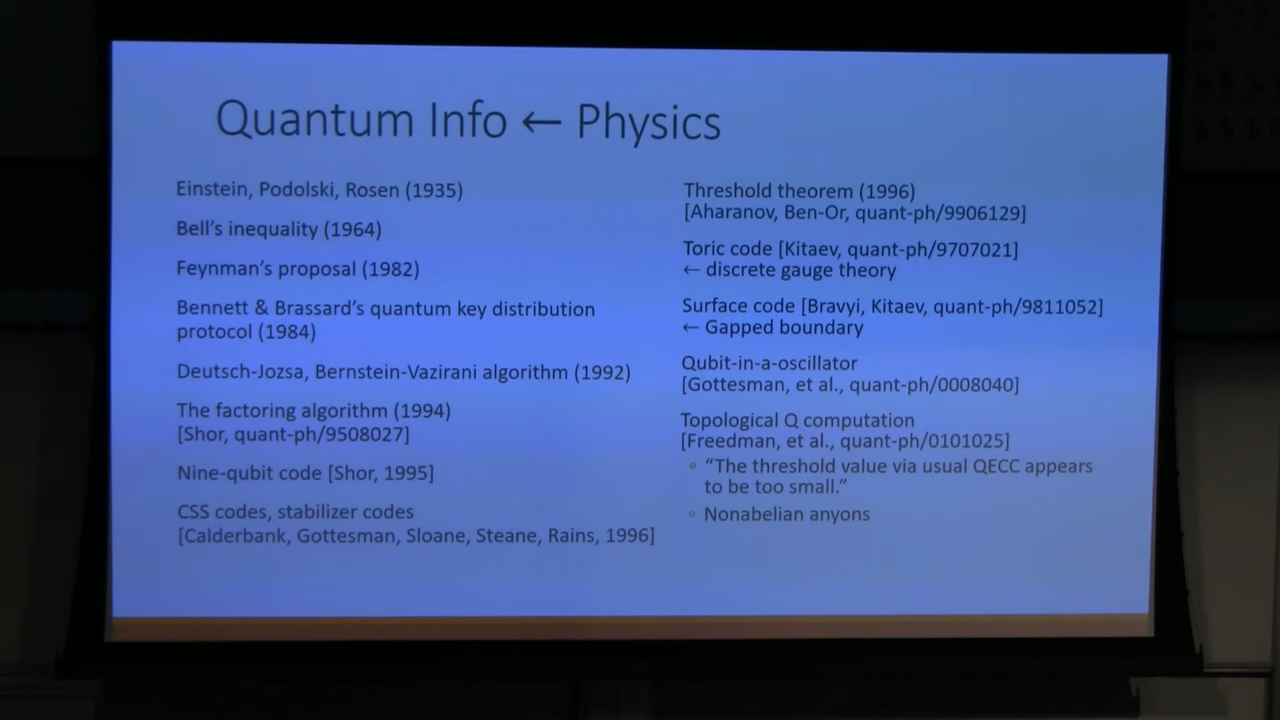 Quantum Info ← Physics
Einstein, Podolski, Rosen (1935)
Bell's inequality (1964)
Feynman's proposal (1982)
Bennett & Brassard's quantum key distribution
protocol (1984)
Deutsch-Jozsa, Bernstein-Vazirani algorithm (1992)
The factoring algorithm (1994)
[Shor, quant-ph/9508027]
Nine-qubit code [Shor, 1995]
CSS codes, stabilizer codes
[Calderbank, Gottesman, Sloane, Steane, Rains, 1996]
Threshold theorem (1996)
[Aharanov, Ben-Or, quant-ph/9906129]
Toric code [Kitaev, quant-ph/9707021]
← discrete gauge theory
Surface code [Bravyi, Kitaev, quant-ph/9811052]
← Gapped boundary
Qubit-in-a-oscillator
[Gottesman, et al., quant-ph/0008040]
Topological Q computation
[Freedman, et al., quant-ph/0101025]
◦ “The threshold value via usual QECC appears
to be too small.”
◦ Nonabelian anyons